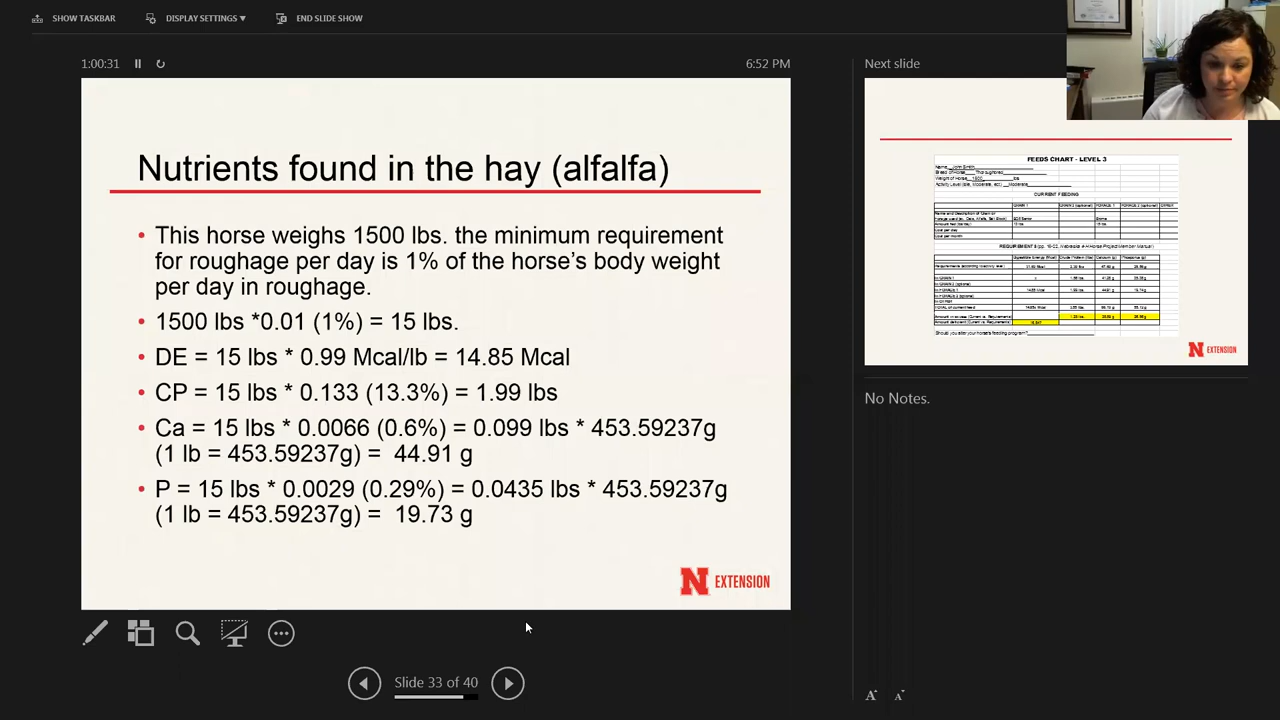 SHOW TASKBAR
DISPLAY SETTINGS ▾
END SLIDE SHOW
1:00:31
6:52 PM
Nutrients found in the hay (alfalfa)
• This horse weighs 1500 lbs. the minimum requirement
for roughage per day is 1% of the horse's body weight
per day in roughage.
• 1500 lbs *0.01 (1%) = 15 lbs.
• DE = 15 lbs * 0.99 Mcal/lb = 14.85 Mcal
• CP = 15 lbs * 0.133 (13.3%) = 1.99 lbs
• Ca = 15 lbs * 0.0066 (0.6%) = 0.099 lbs * 453.59237g
(1 lb = 453.59237g) = 44.91 g
• P = 15 lbs * 0.0029 (0.29%) = 0.0435 lbs * 453.59237g
(1 lb = 453.59237g) = 19.73 g
N EXTENSION
Slide 33 of 40
Next slide
FEEDS CHART - LEVEL 3
CURRENT FEEDING
N EXTENSION
No Notes.
A A